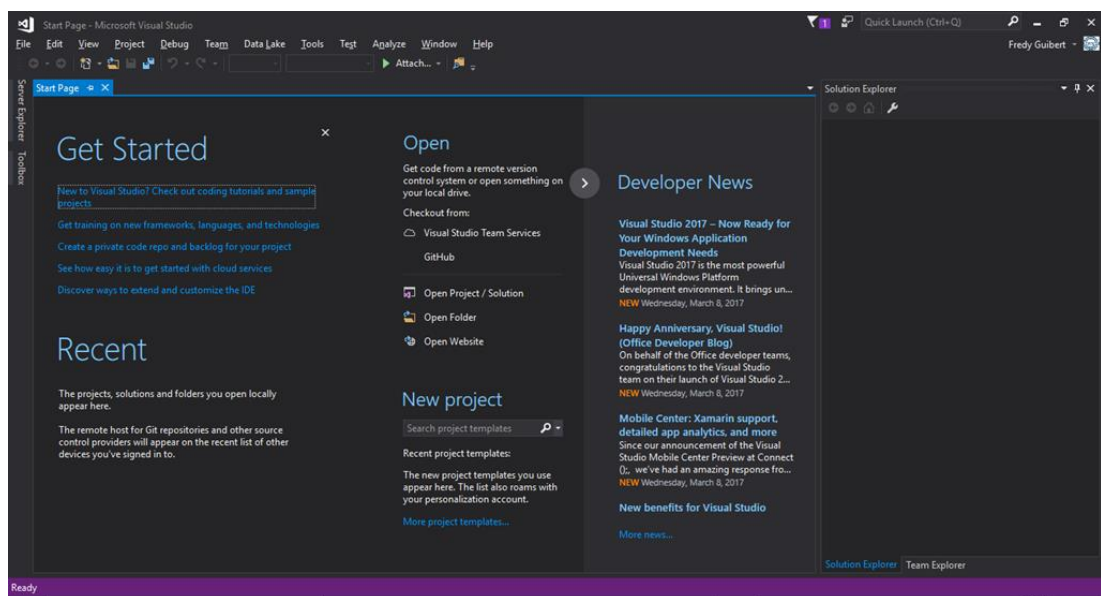 Start Page - Microsoft Visual Studio
1
Quick Launch (Ctrl+Q)
File Edit View Project Debug Team Data Lake Tools Test Analyze Window Help
Fredy Guibert
Attach...
Server Explorer
Toolbox
Start Page
Get Started
New to Visual Studio? Check out coding tutorials and sample
projects
Get training on new frameworks, languages, and technologies
Create a private code repo and backlog for your project
See how easy it is to get started with cloud services
Discover ways to extend and customize the IDE
Recent
The projects, solutions and folders you open locally
appear here.
The remote host for Git repositories and other source
control providers will appear on the recent list of other
devices you've signed in to.
Open
Get code from a remote version
control system or open something on
your local drive.
Checkout from:
Visual Studio Team Services
GitHub
Open Project / Solution
Open Folder
Open Website
New project
Search project templates
Recent project templates:
The new project templates you use
appear here. The list also roams with
your personalization account.
More project templates...
Developer News
Visual Studio 2017 – Now Ready for
Your Windows Application
Development Needs
Visual Studio 2017 is the most powerful
Universal Windows Platform
development environment. It brings un...
NEW Wednesday, March 8, 2017
Happy Anniversary, Visual Studio!
(Office Developer Blog)
On behalf of the Office developer teams,
congratulations to the Visual Studio
team on their launch of Visual Studio 2...
NEW Wednesday, March 8, 2017
Mobile Center: Xamarin support,
detailed app analytics, and more
Since our announcement of the Visual
Studio Mobile Center Preview at Connect
();, we've had an amazing response fro...
NEW Wednesday, March 8, 2017
New benefits for Visual Studio
More news...
Solution Explorer
Solution Explorer Team Explorer
Ready